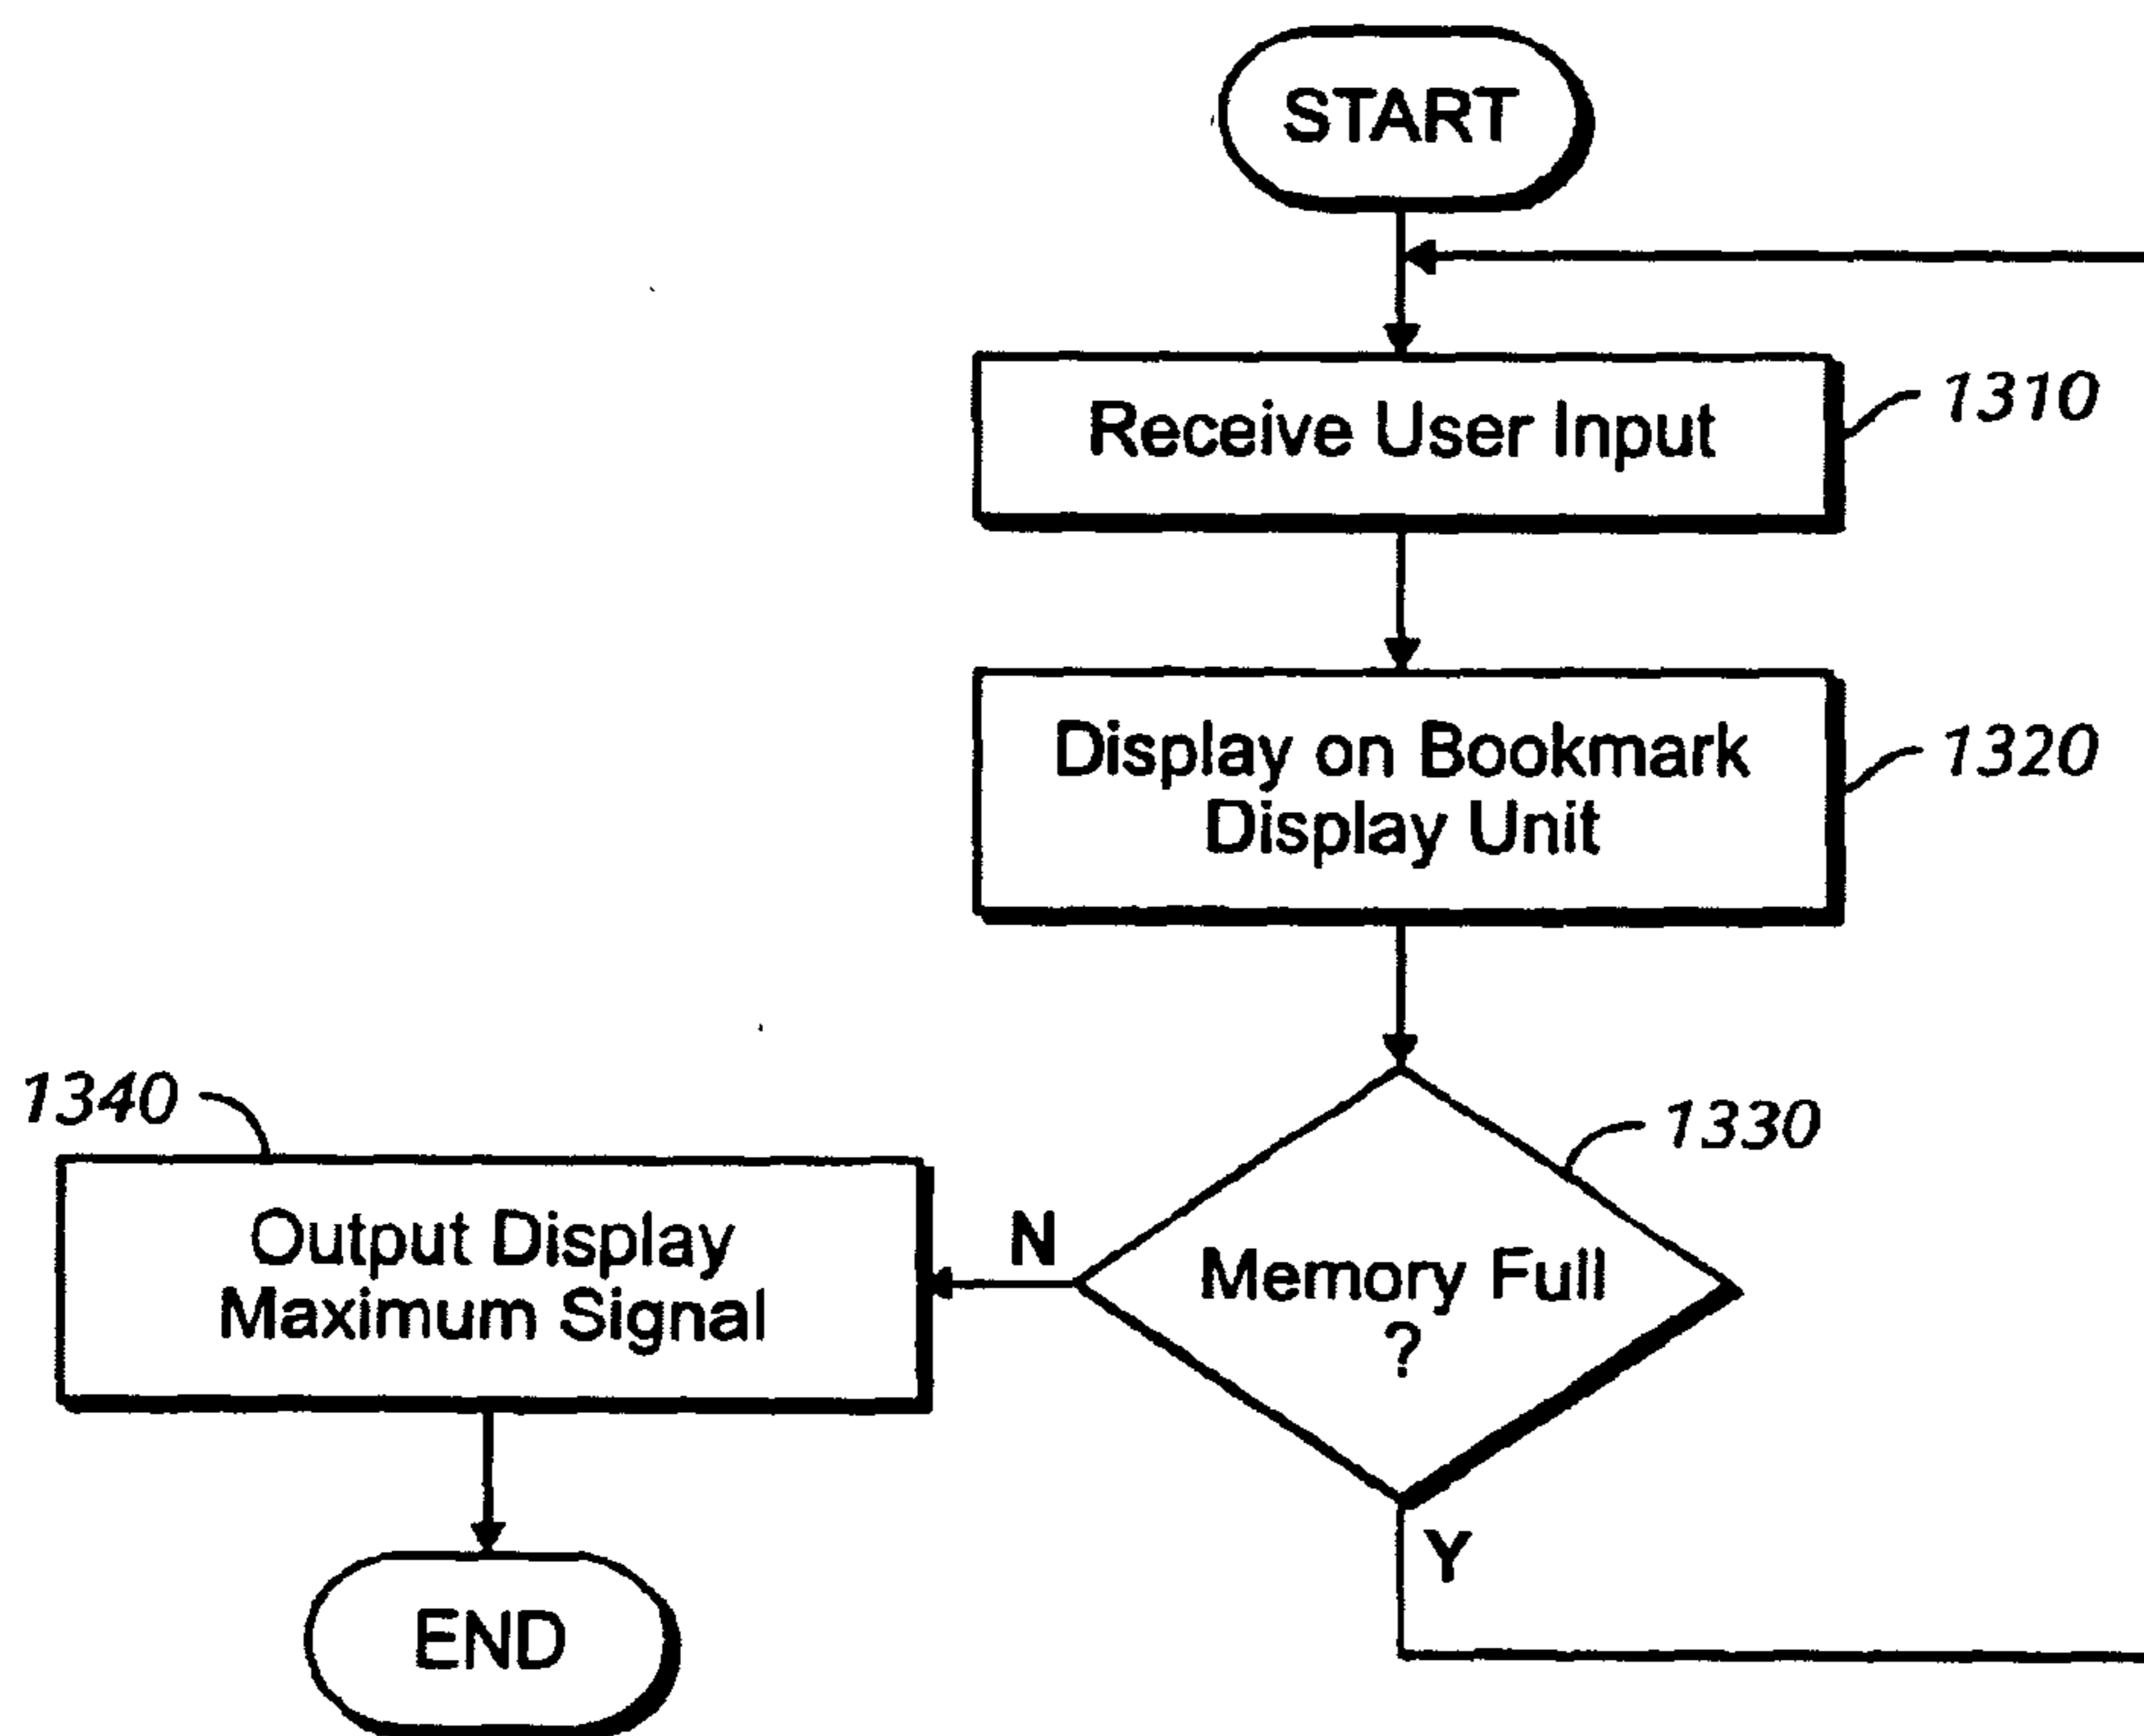 START
Receive User Input
1310
Display on Bookmark
Display Unit
1320
1330
Memory Full
?
N
Y
1340
Output Display
Maximum Signal
END